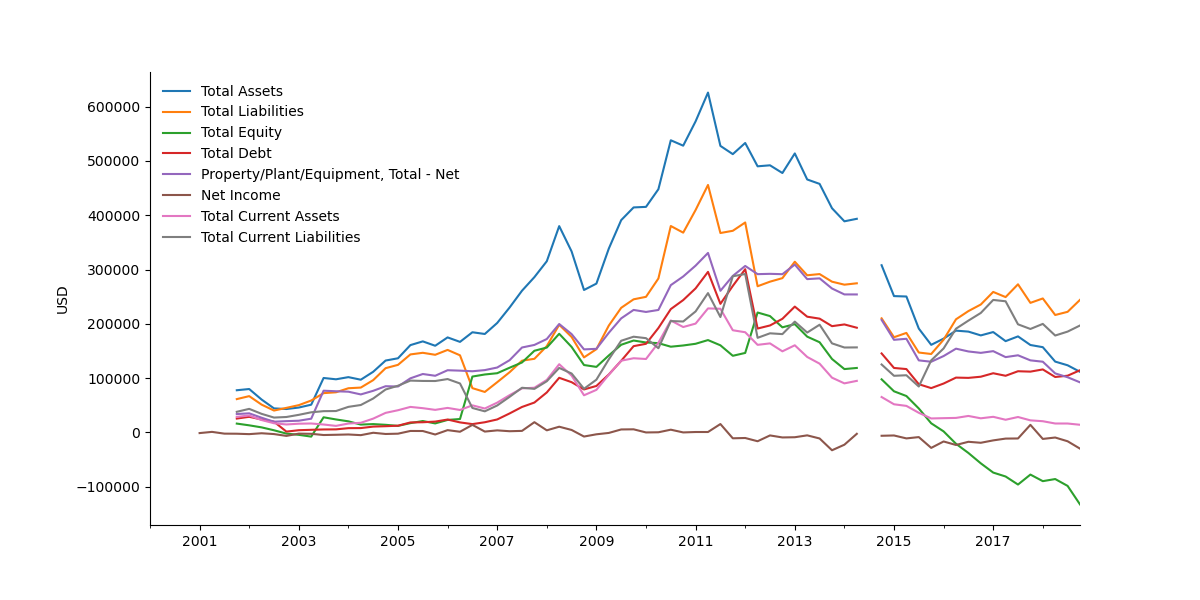 Total Assets
Total Liabilities
Total Equity
Total Debt
Property/Plant/Equipment, Total - Net
Net Income
Total Current Assets
Total Current Liabilities
USD
600000
500000
400000
300000
200000
100000
0
−100000
2001 2003 2005 2007 2009 2011 2013 2015 2017